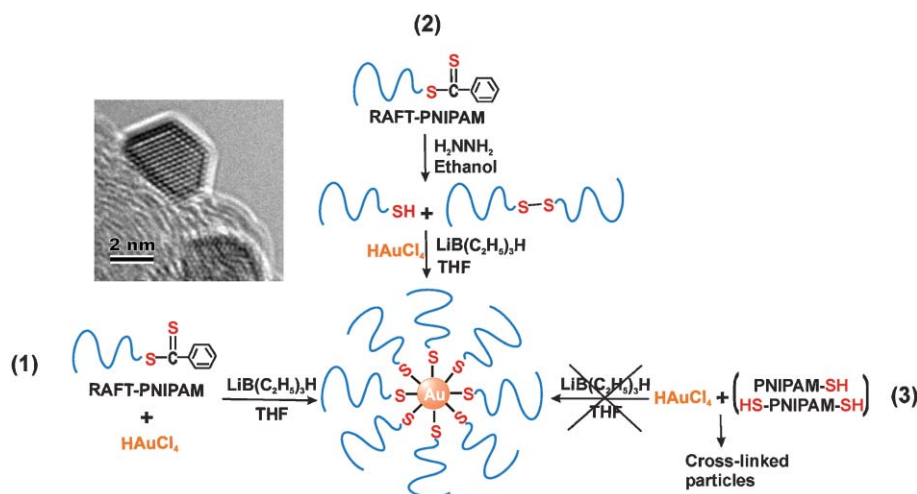 (2)
S
S-C
RAFT-PNIPAM
H₂NNH₂
Ethanol
SH + S-S
HAuCl₄ LiB(C₂H₅)₃H
THF
2 nm
(1)
S
S-C
RAFT-PNIPAM
+
HAuCl₄
LiB(C₂H₅)₃H
THF
S S S S S S S S
Au
LiB(C₂H₅)₃H
THF
HAuCl₄ + (PNIPAM-SH
HS-PNIPAM-SH)
(3)
Cross-linked
particles